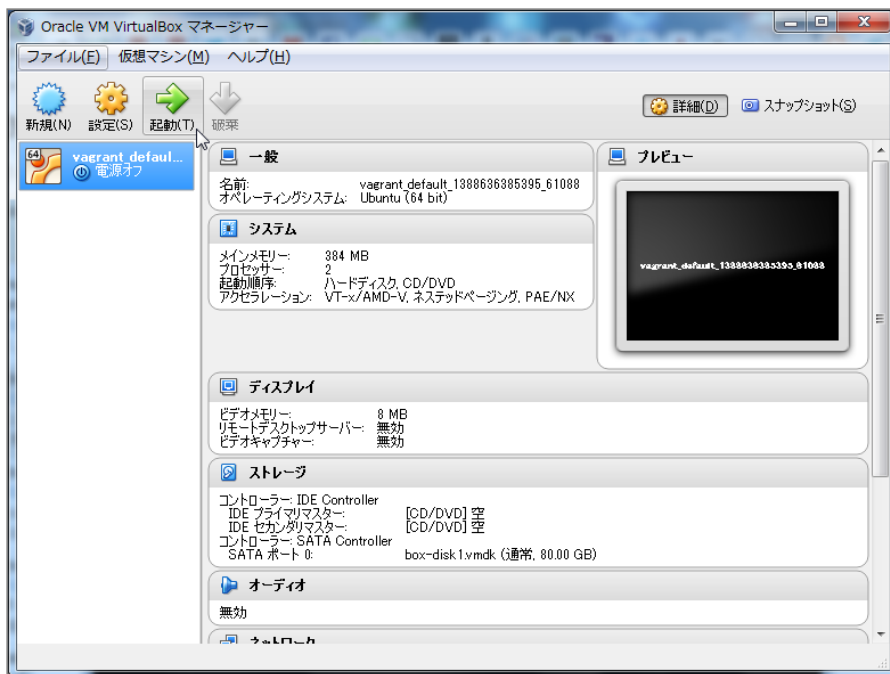 Oracle VM VirtualBox マネージャー
ファイル(F) 仮想マシン(M) ヘルプ(H)
新規(N) 設定(S) 起動(T) 破棄
詳細(D) スナップショット(S)
64
vagrant_defaul...
電源オフ
一般
名前: vagrant_default_1388636385395_61088
オペレーティングシステム: Ubuntu (64 bit)
システム
メインメモリー: 384 MB
プロセッサー: 2
起動順序: ハードディスク, CD/DVD
アクセラレーション: VT-x/AMD-V, ネステッドページング, PAE/NX
プレビュー
vagrant_default_1388636385395_61088
ディスプレイ
ビデオメモリー: 8 MB
リモートデスクトップサーバー: 無効
ビデオキャプチャー: 無効
ストレージ
コントローラー: IDE Controller
IDE プライマリマスター: [CD/DVD] 空
IDE セカンダリマスター: [CD/DVD] 空
コントローラー: SATA Controller
SATA ポート 0: box-disk1.vmdk (通常, 80.00 GB)
オーディオ
無効
ネットワーク